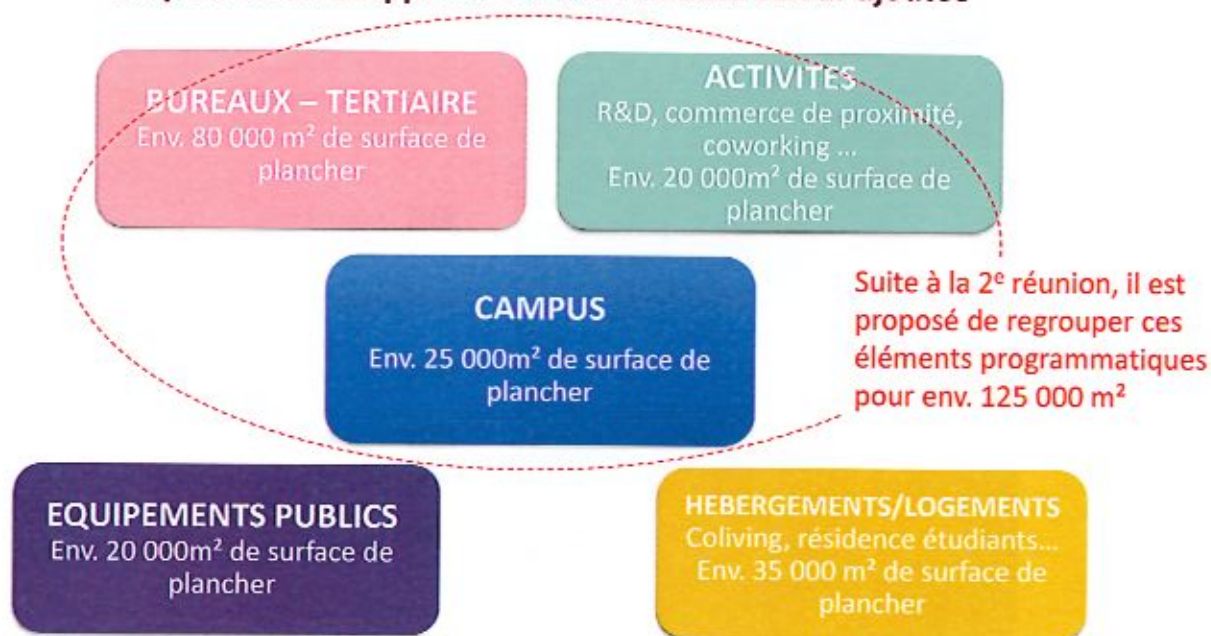 BUREAUX – TERTIAIRE
Env. 80 000 m² de surface de
plancher
ACTIVITES
R&D, commerce de proximité,
coworking ...
Env. 20 000m² de surface de
plancher
CAMPUS
Env. 25 000m² de surface de
plancher
Suite à la 2ᵉ réunion, il est
proposé de regrouper ces
éléments programmatiques
pour env. 125 000 m²
EQUIPEMENTS PUBLICS
Env. 20 000m² de surface de
plancher
HEBERGEMENTS/LOGEMENTS
Coliving, résidence étudiants...
Env. 35 000 m² de surface de
plancher